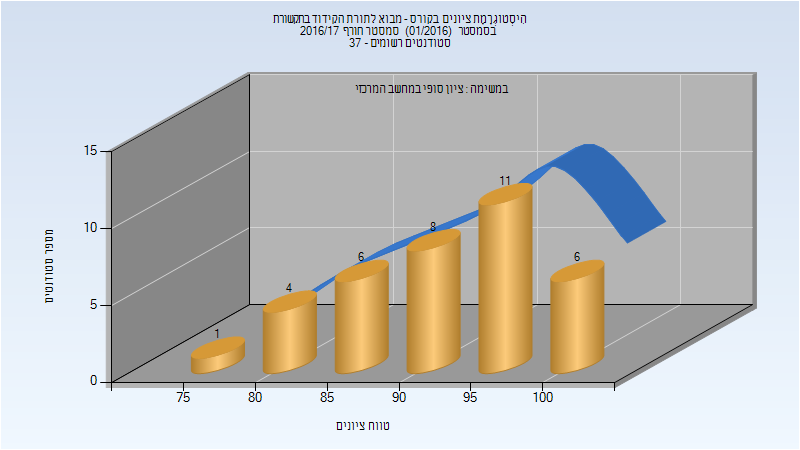 היסטוגרמת ציונים בקורס - מבוא לתורת הקידוד בתקשורת
בסמסטר (01/2016) סמסטר חורף 2016/17
סטודנטים רשומים - 37
במשימה : ציון סופי במחשב המרכזי
15
10
5
0
מספר סטודנטים
1
4
6
8
11
6
75
80
85
90
95
100
טווח ציונים